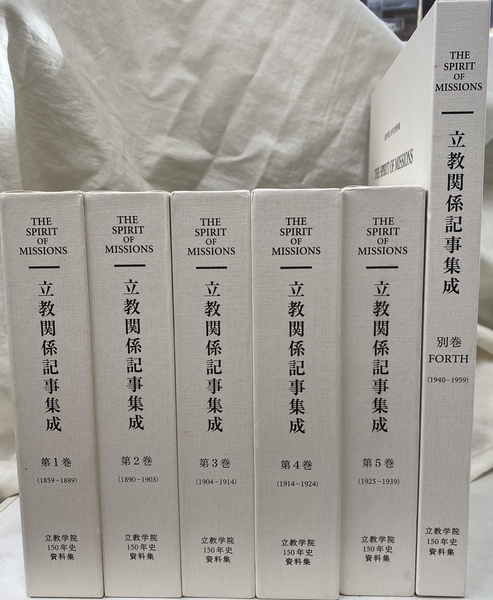 THE
SPIRIT
OF
MISSIONS
立教関係記事集成
第1巻
(1859−1889)
立教学院
150年史
資料集
THE
SPIRIT
OF
MISSIONS
立教関係記事集成
第2巻
(1890−1903)
立教学院
150年史
資料集
THE
SPIRIT
OF
MISSIONS
立教関係記事集成
第3巻
(1904−1914)
立教学院
150年史
資料集
THE
SPIRIT
OF
MISSIONS
立教関係記事集成
第4巻
(1914−1924)
立教学院
150年史
資料集
THE
SPIRIT
OF
MISSIONS
立教関係記事集成
第5巻
(1925−1939)
立教学院
150年史
資料集
THE SPIRIT OF MISSIONS
THE
SPIRIT
OF
MISSIONS
立教関係記事集成
別巻
FORTH
(1940−1959)
立教学院
150年史
資料集